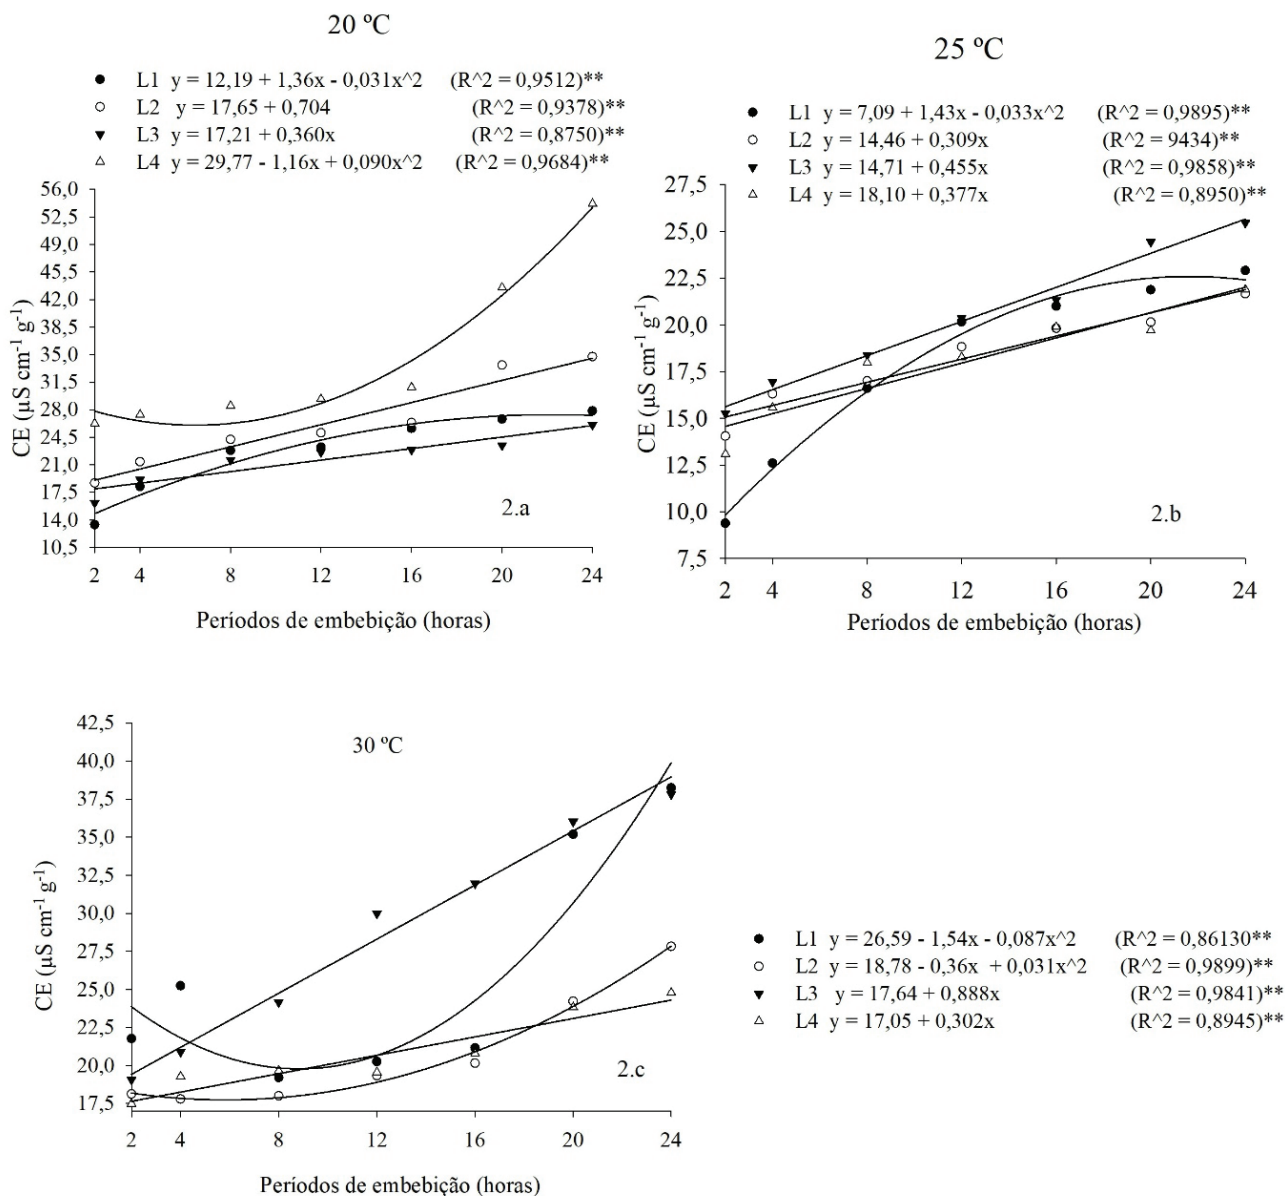 20 ºC
L1 y = 12,19 + 1,36x - 0,031x^2 (R^2 = 0,9512)**
L2 y = 17,65 + 0,704 (R^2 = 0,9378)**
L3 y = 17,21 + 0,360x (R^2 = 0,8750)**
L4 y = 29,77 - 1,16x + 0,090x^2 (R^2 = 0,9684)**
56,0
52,5
49,0
45,5
42,0
38,5
35,0
31,5
28,0
24,5
21,0
17,5
14,0
10,5
CE (µS cm-1 g-1)
2.a
2 4 8 12 16 20 24
Períodos de embebição (horas)
25 ºC
L1 y = 7,09 + 1,43x - 0,033x^2 (R^2 = 0,9895)**
L2 y = 14,46 + 0,309x (R^2 = 9434)**
L3 y = 14,71 + 0,455x (R^2 = 0,9858)**
L4 y = 18,10 + 0,377x (R^2 = 0,8950)**
27,5
25,0
22,5
20,0
17,5
15,0
12,5
10,0
7,5
CE (µS cm-1 g-1)
2.b
2 4 8 12 16 20 24
Períodos de embebição (horas)
30 ºC
42,5
40,0
37,5
35,0
32,5
30,0
27,5
25,0
22,5
20,0
17,5
CE (µS cm-1 g-1)
2.c
2 4 8 12 16 20 24
Períodos de embebição (horas)
L1 y = 26,59 - 1,54x - 0,087x^2 (R^2 = 0,86130**
L2 y = 18,78 - 0,36x + 0,031x^2 (R^2 = 0,9899)**
L3 y = 17,64 + 0,888x (R^2 = 0,9841)**
L4 y = 17,05 + 0,302x (R^2 = 0,8945)**